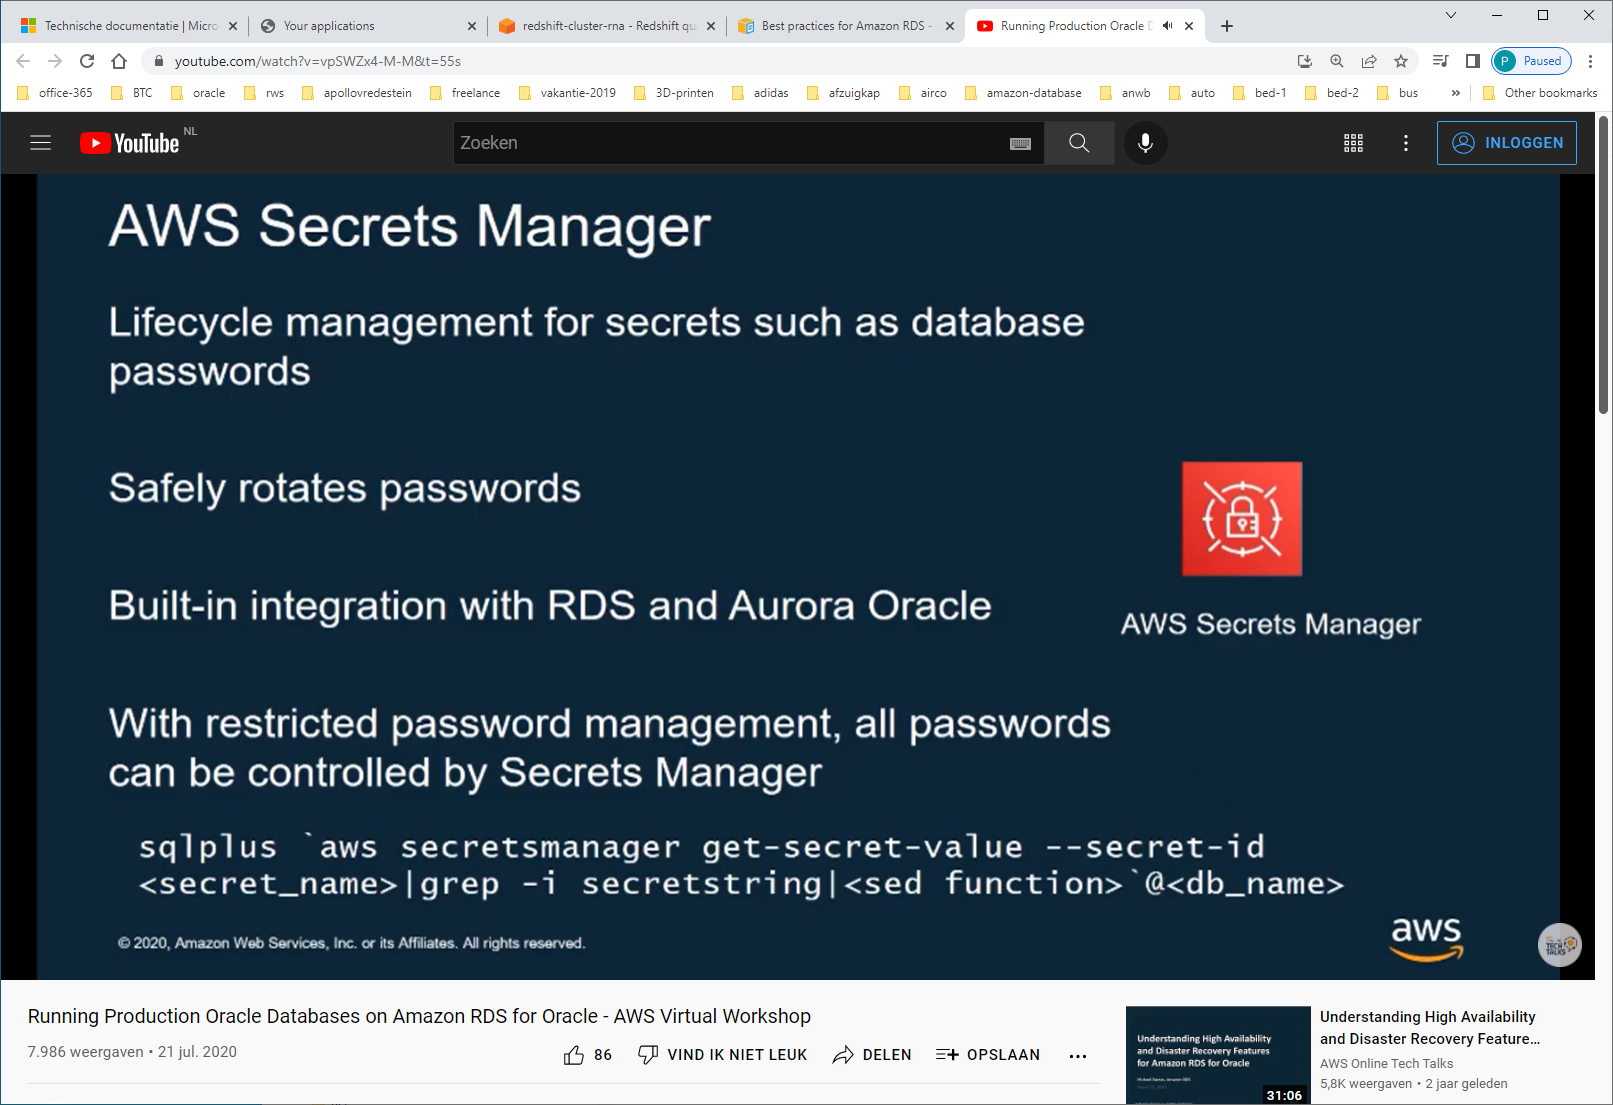 Technische documentatie | Micro
Your applications
redshift-cluster-rna - Redshift qu
Best practices for Amazon RDS -
Running Production Oracle D
youtube.com/watch?v=vpSWZx4-M-M&t=55s
P Paused
office-365 BTC oracle rws apollovredestein freelance vakantie-2019 3D-printen adidas afzuigkap airco amazon-database anwb auto bed-1 bed-2 bus » Other bookmarks
YouTube NL
Zoeken
INLOGGEN
AWS Secrets Manager
Lifecycle management for secrets such as database
passwords
Safely rotates passwords
Built-in integration with RDS and Aurora Oracle
AWS Secrets Manager
With restricted password management, all passwords
can be controlled by Secrets Manager
sqlplus `aws secretsmanager get-secret-value --secret-id
<secret_name>|grep -i secretstring|<sed function>`@<db_name>
© 2020, Amazon Web Services, Inc. or its Affiliates. All rights reserved.
aws
TECH
TALKS
Running Production Oracle Databases on Amazon RDS for Oracle - AWS Virtual Workshop
7.986 weergaven • 21 jul. 2020
86 VIND IK NIET LEUK DELEN OPSLAAN
Understanding High Availability
and Disaster Recovery Features
for Amazon RDS for Oracle
31:06
Understanding High Availability
and Disaster Recovery Feature...
AWS Online Tech Talks
5,8K weergaven • 2 jaar geleden